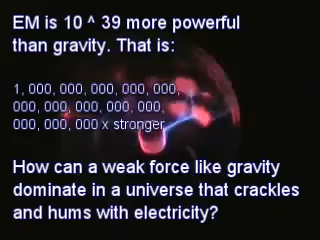 EM is 10 ^ 39 more powerful
than gravity. That is:
1, 000, 000, 000, 000, 000,
000, 000, 000, 000, 000,
000, 000, 000 x stronger
How can a weak force like gravity
dominate in a universe that crackles
and hums with electricity?